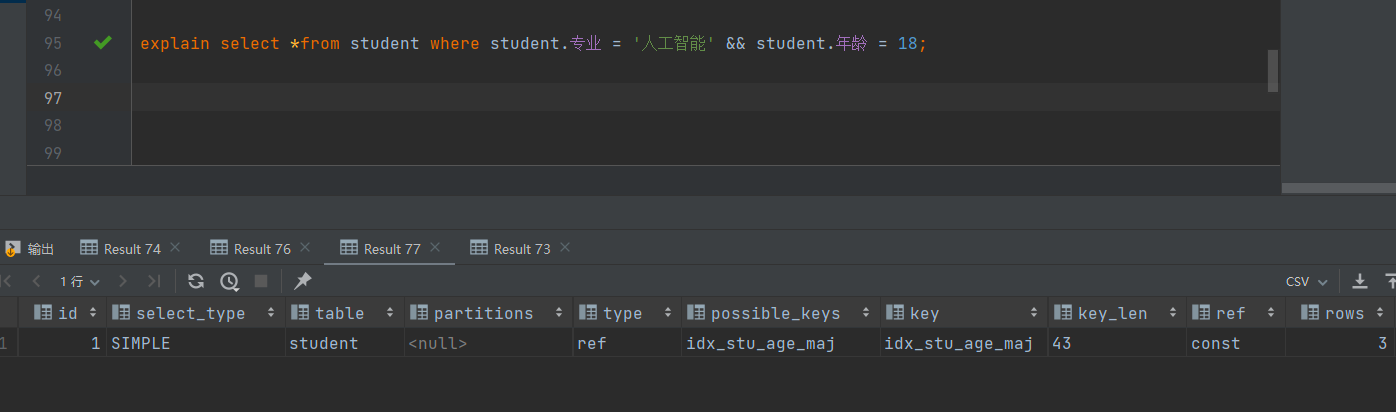 94
95 explain select *from student where student.专业 = '人工智能' && student.年龄 = 18;
96
97
98
99
输出 Result 74 Result 76 Result 77 Result 73
1 行 CSV
id select_type table partitions type possible_keys key key_len ref rows
1 1 SIMPLE student <null> ref idx_stu_age_maj idx_stu_age_maj 43 const 3